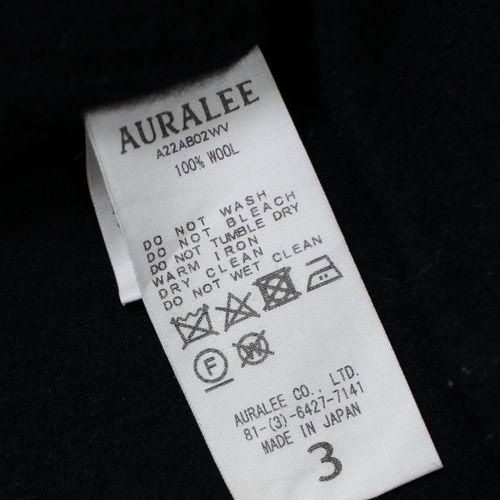 AURALEE
A22AB02WV
100% WOOL
DO NOT WASH
DO NOT BLEACH
DO NOT TUMBLE DRY
WARM IRON
DRY CLEAN
DO NOT WET CLEAN
F W
AURALEE CO., LTD.
81-(3)-6427-7141
MADE IN JAPAN
3